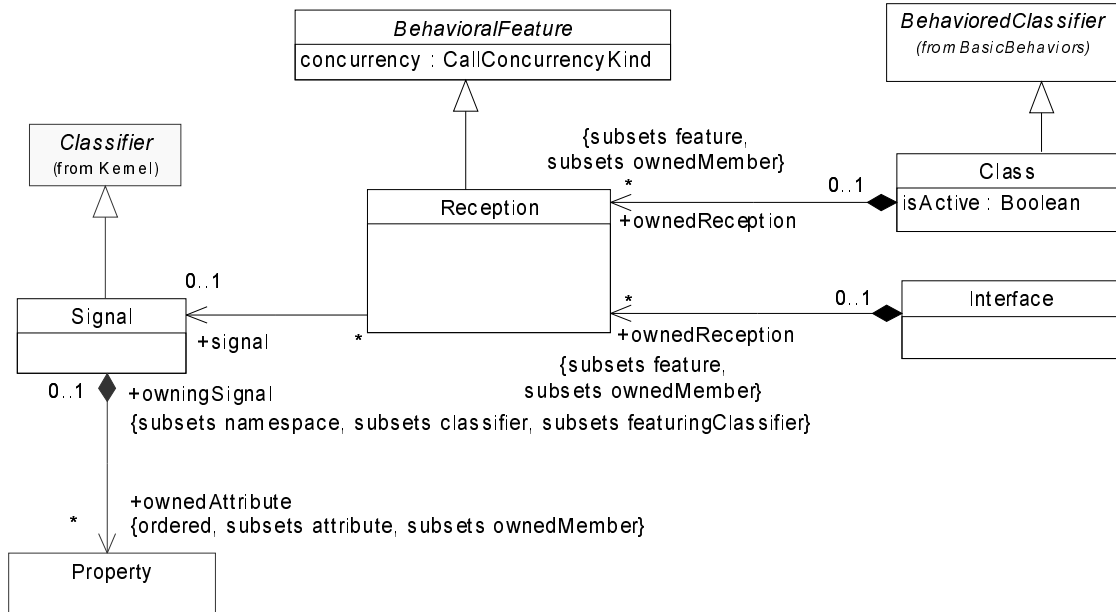 BehavioralFeature
concurrency : CallConcurrencyKind
BehavioredClassifier
(from BasicBehaviors)
Classifier
(from Kernel)
{subsets feature,
subsets ownedMember}
*
+ownedReception
0..1
Class
isActive : Boolean
Reception
0..1
+signal
*
Signal
*
+ownedReception
{subsets feature,
subsets ownedMember}
0..1
Interface
0..1
+owningSignal
{subsets namespace, subsets classifier, subsets featuringClassifier}
+ownedAttribute
*
{ordered, subsets attribute, subsets ownedMember}
Property